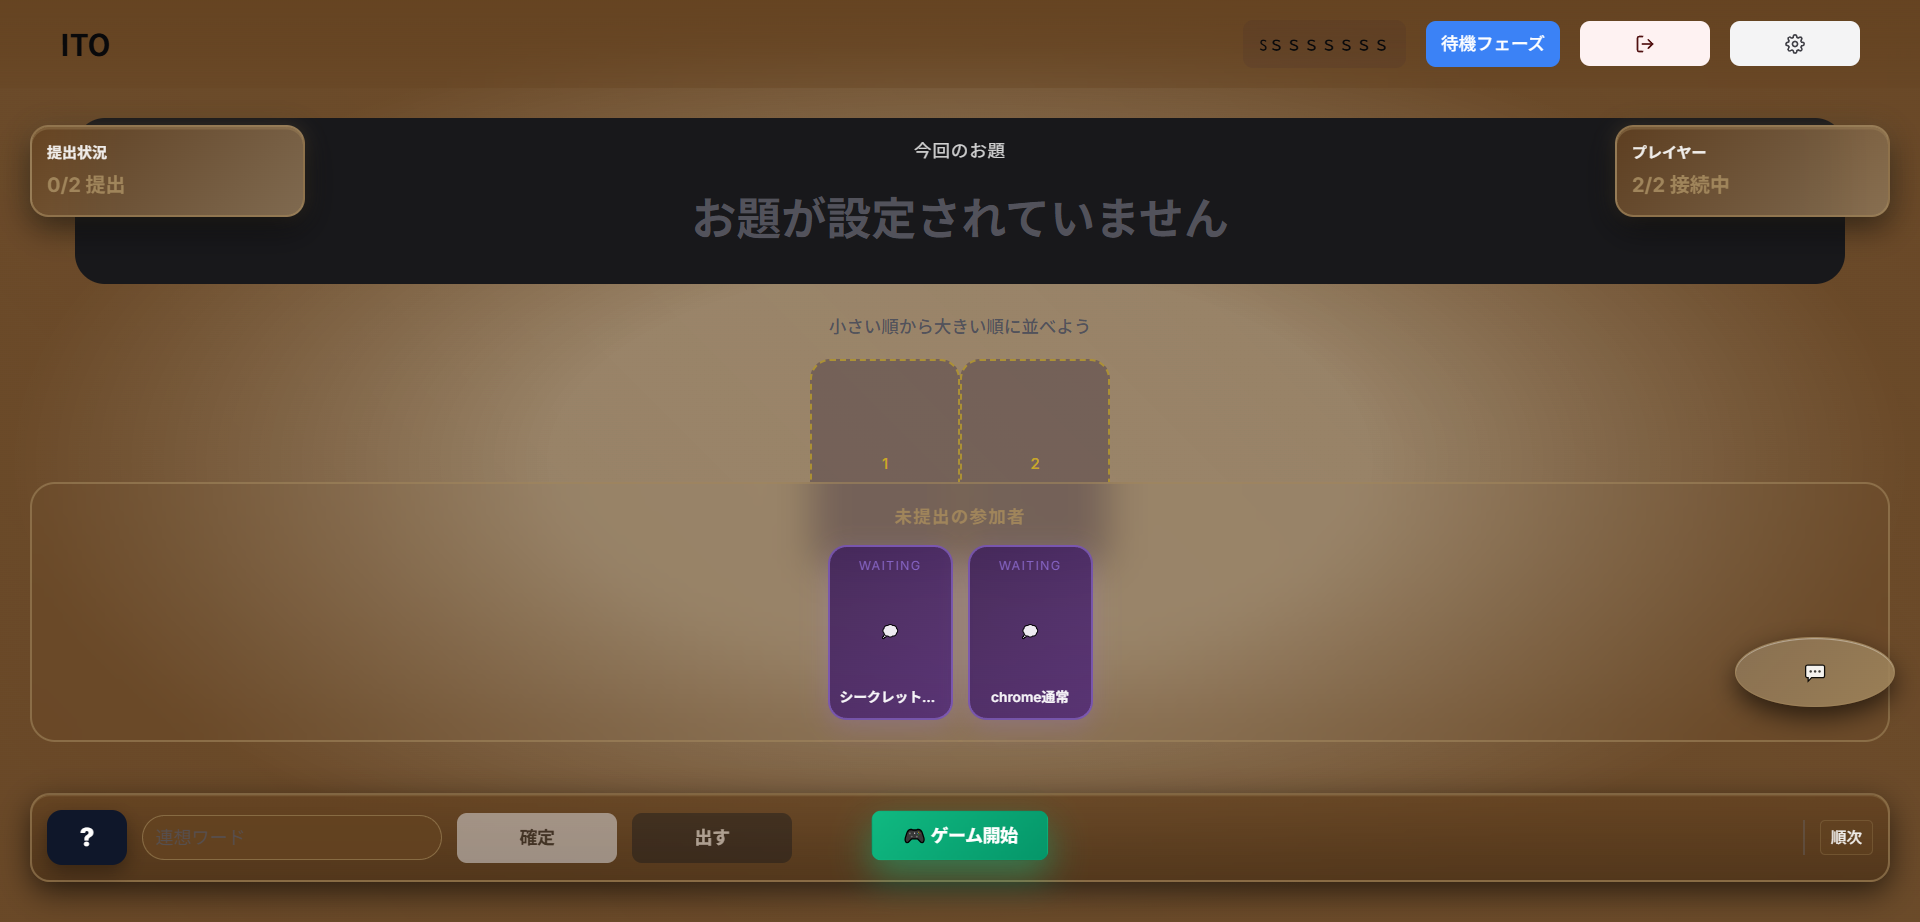 ITO
s s s s s s s s
待機フェーズ
提出状況
0/2 提出
今回のお題
お題が設定されていません
プレイヤー
2/2 接続中
小さい順から大きい順に並べよう
1
2
未提出の参加者
WAITING
WAITING
シークレット...
chrome通常
?
連想ワード
確定
出す
🎮 ゲーム開始
順次